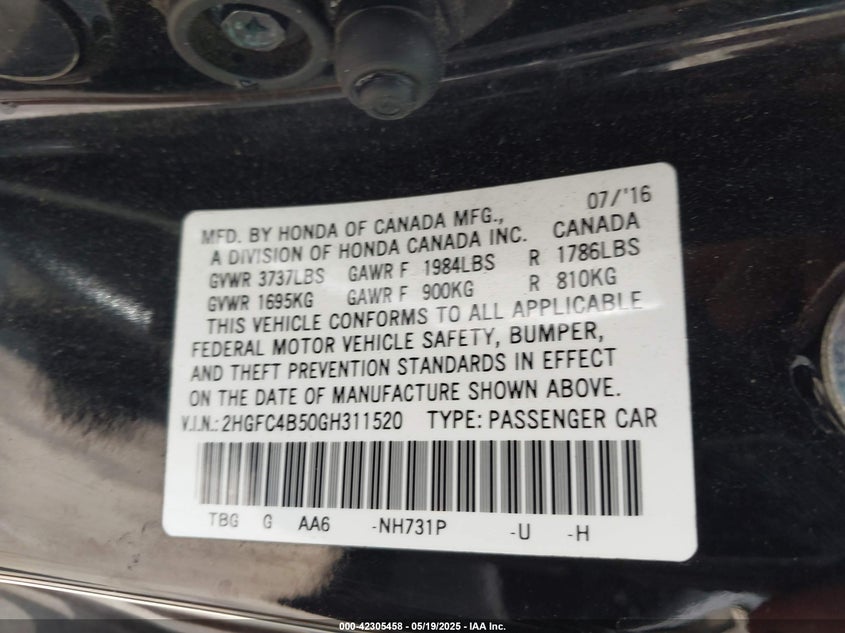 07/'16
MFD. BY HONDA OF CANADA MFG.,
A DIVISION OF HONDA CANADA INC. CANADA
GVWR 3737LBS GAWR F 1984LBS R 1786LBS
GVWR 1695KG GAWR F 900KG R 810KG
THIS VEHICLE CONFORMS TO ALL APPLICABLE
FEDERAL MOTOR VEHICLE SAFETY, BUMPER,
AND THEFT PREVENTION STANDARDS IN EFFECT
ON THE DATE OF MANUFACTURE SHOWN ABOVE.
V.I.N.: 2HGFC4B50GH311520 TYPE: PASSENGER CAR
TBG G AA6 -NH731P -U -H
000-42305458 - 05/19/2025 - IAA Inc.